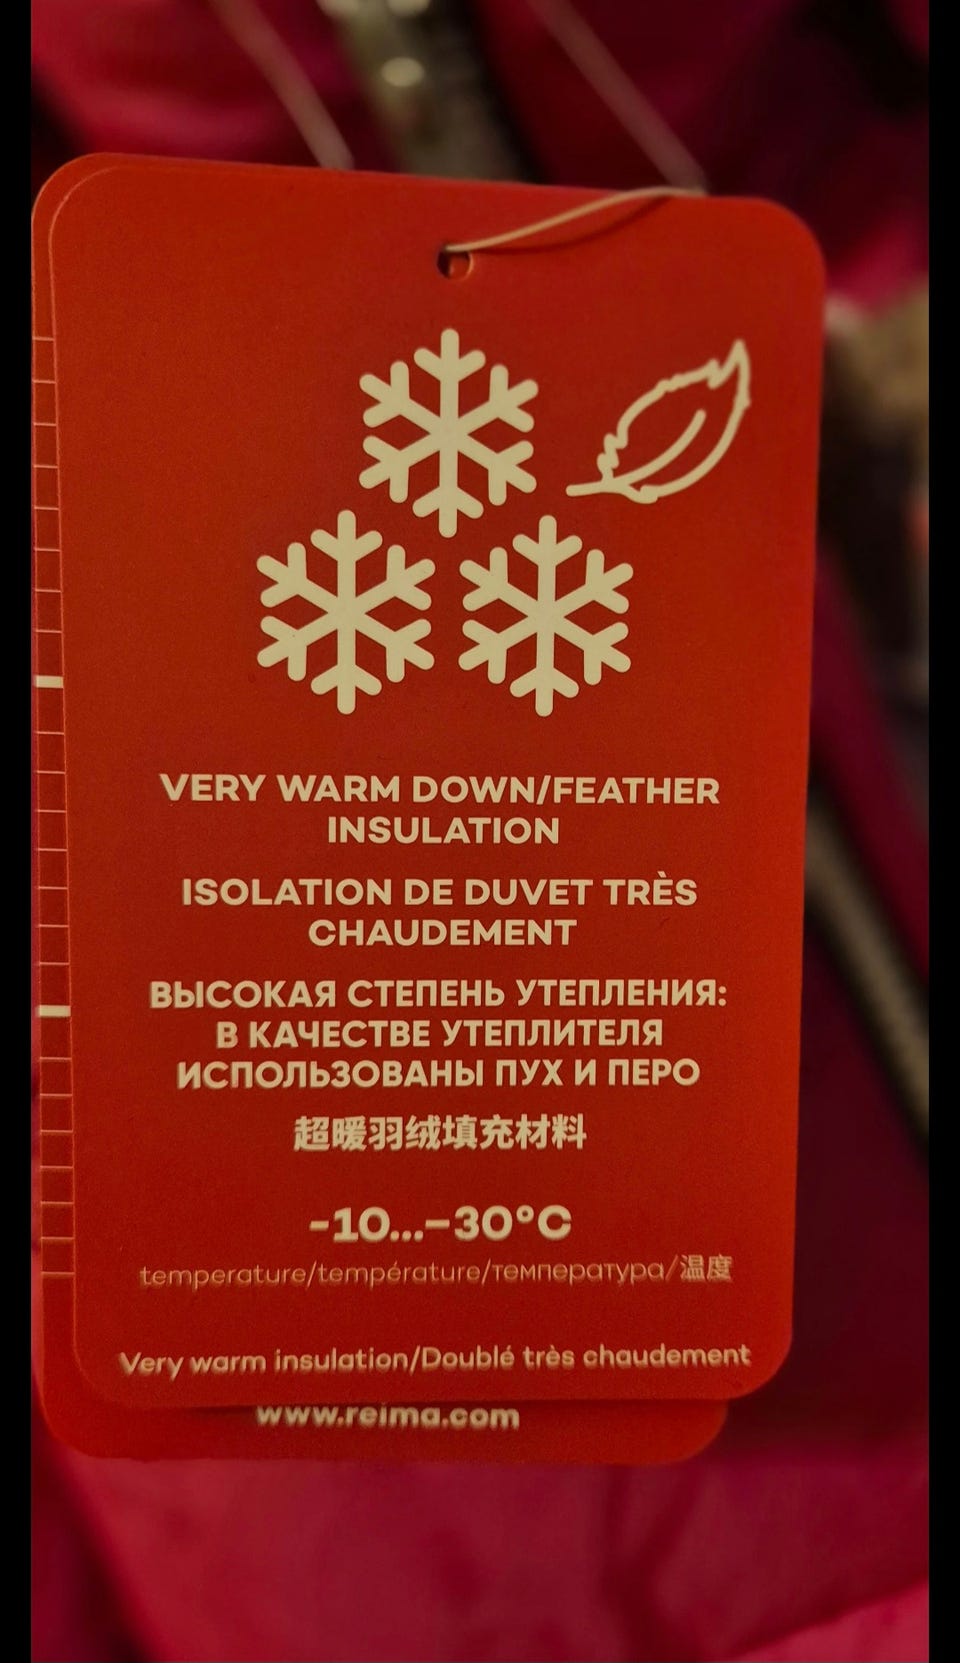 VERY WARM DOWN/FEATHER
INSULATION
ISOLATION DE DUVET TRÈS
CHAUDEMENT
ВЫСОКАЯ СТЕПЕНЬ УТЕПЛЕНИЯ:
В КАЧЕСТВЕ УТЕПЛИТЕЛЯ
ИСПОЛЬЗОВАНЫ ПУХ И ПЕРО
超暖羽绒填充材料
-10...-30°C
temperature/température/температура/温度
Very warm insulation/Doublé très chaudement
www.reima.com